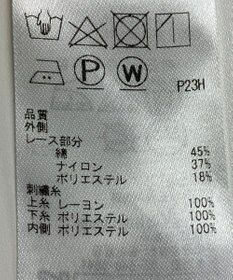 P W
P23H
品質
外側
レース部分
綿 45%
ナイロン 37%
ポリエステル 18%
刺繍糸
上糸 レーヨン 100%
下糸 ポリエステル 100%
内側 ポリエステル 100%